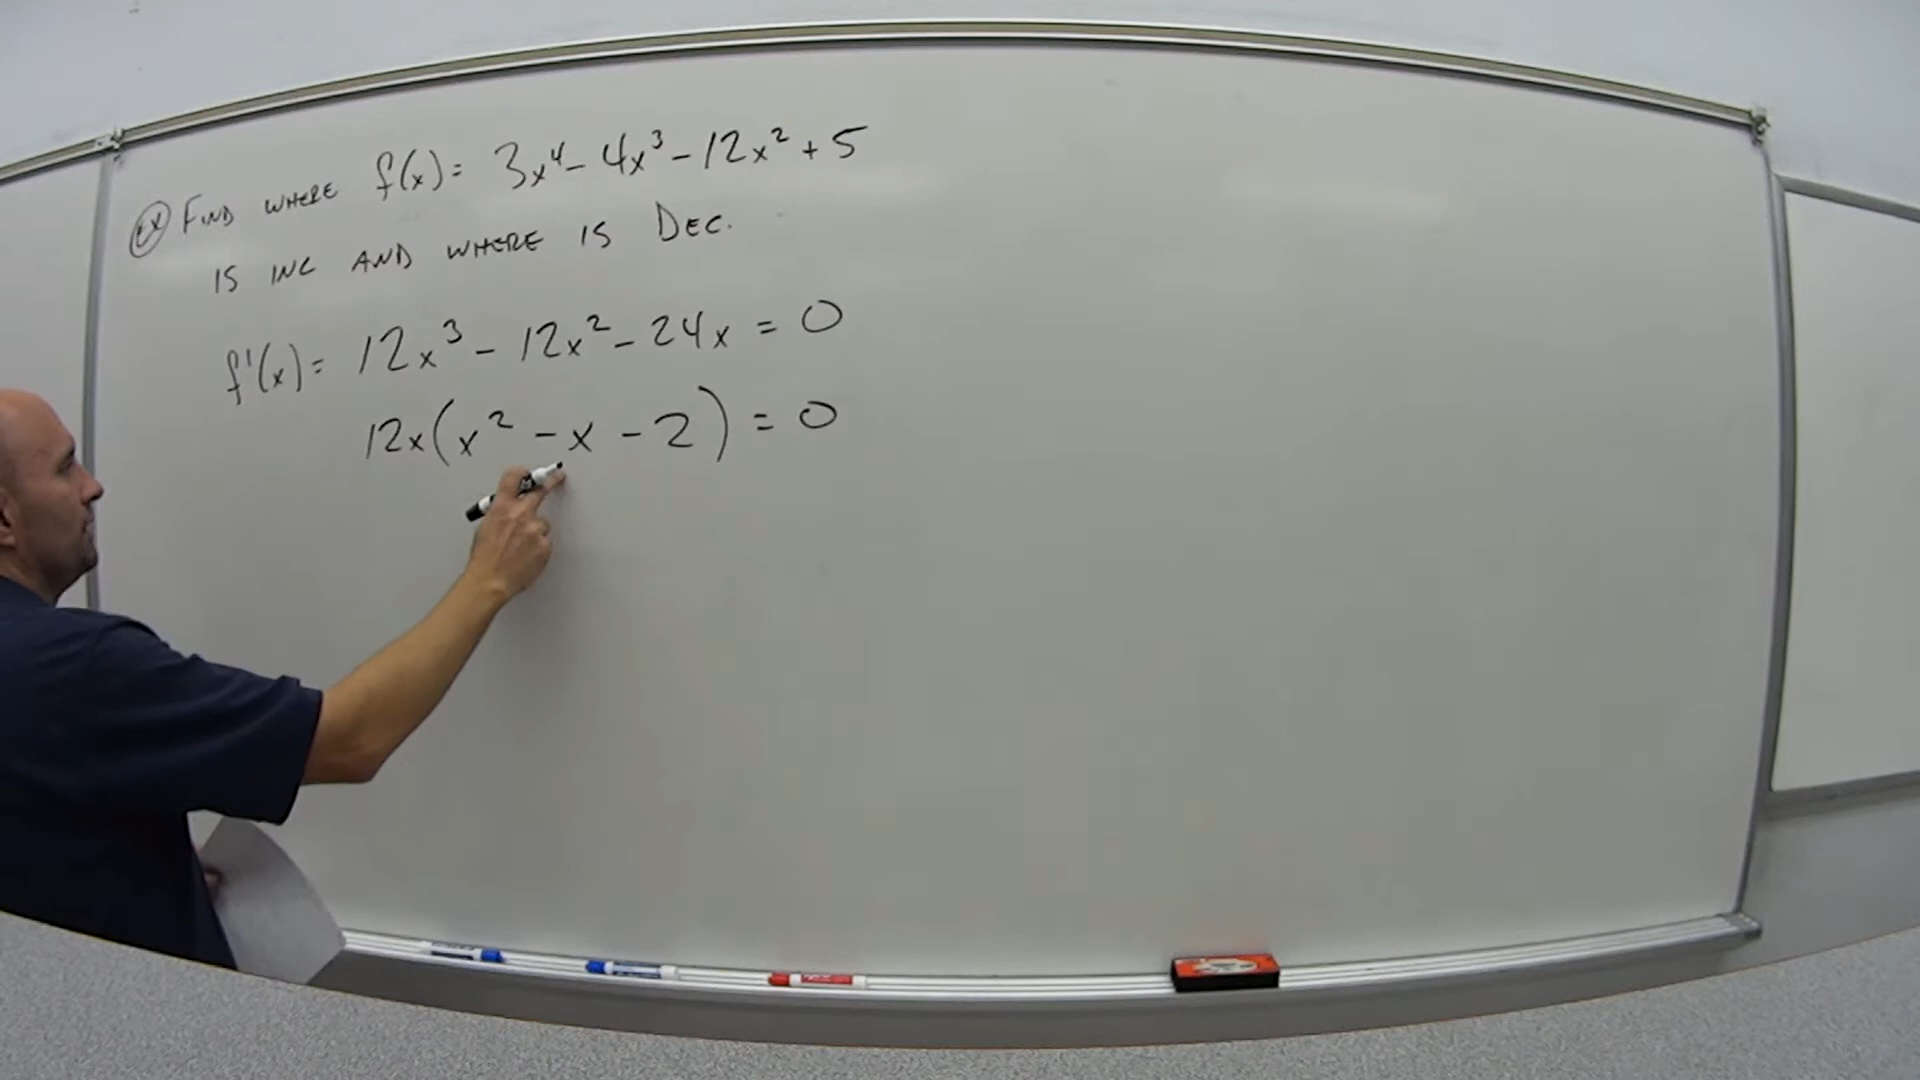 EX FIND WHERE f(x) = 3x⁴ - 4x³ - 12x² + 5
IS INC AND WHERE IS DEC.
f'(x) = 12x³ - 12x² - 24x = 0
12x(x² - x - 2) = 0